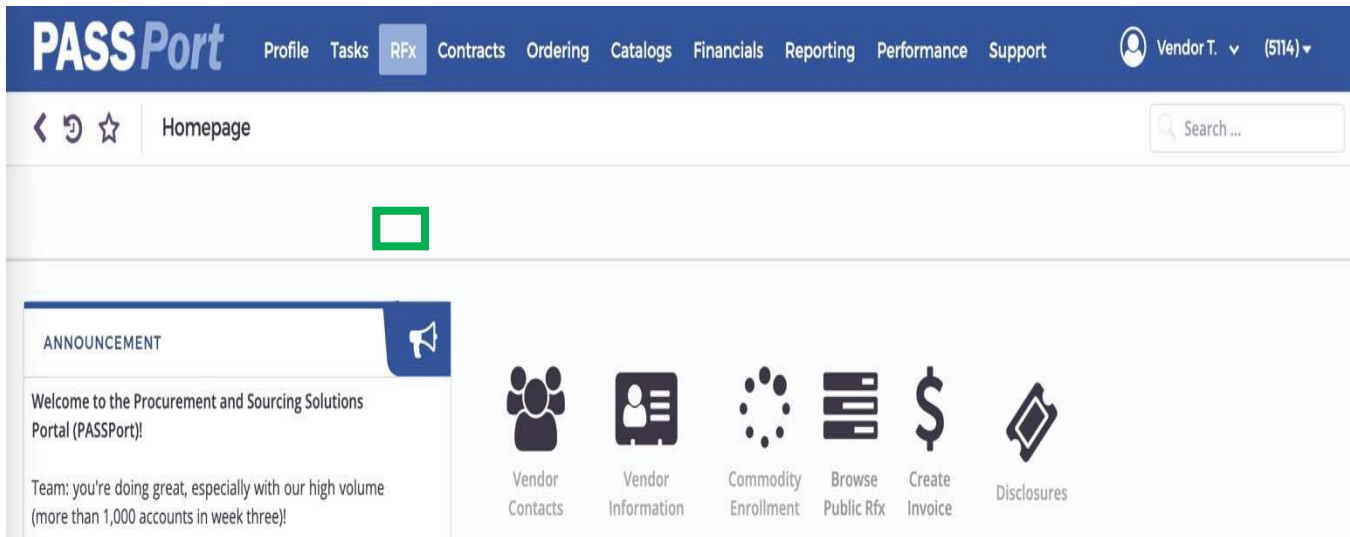 PASSPort Profile Tasks RFx Contracts Ordering Catalogs Financials Reporting Performance Support Vendor T. (5114)
Homepage Search ...
ANNOUNCEMENT
Welcome to the Procurement and Sourcing Solutions
Portal (PASSPort)!
Team: you're doing great, especially with our high volume
(more than 1,000 accounts in week three)!
Vendor
Contacts
Vendor
Information
Commodity
Enrollment
Browse
Public Rfx
Create
Invoice
Disclosures